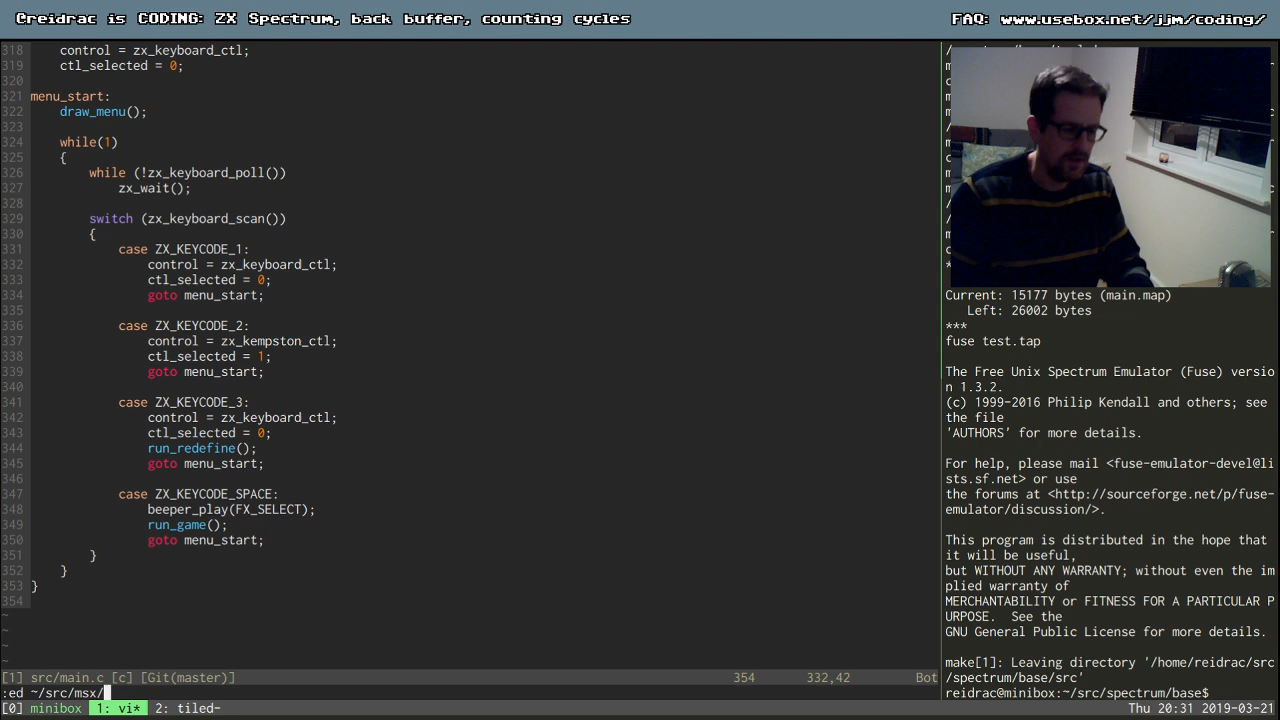 @reidrac is CODING: ZX Spectrum, back buffer, counting cycles
FAQ: www.usebox.net/jjm/coding/
318     control = zx_keyboard_ctl;
319     ctl_selected = 0;
320
321 menu_start:
322     draw_menu();
323
324     while(1)
325     {
326         while (!zx_keyboard_poll())
327             zx_wait();
328
329         switch (zx_keyboard_scan())
330         {
331             case ZX_KEYCODE_1:
332                 control = zx_keyboard_ctl;
333                 ctl_selected = 0;
334                 goto menu_start;
335
336             case ZX_KEYCODE_2:
337                 control = zx_kempston_ctl;
338                 ctl_selected = 1;
339                 goto menu_start;
340
341             case ZX_KEYCODE_3:
342                 control = zx_keyboard_ctl;
343                 ctl_selected = 0;
344                 run_redefine();
345                 goto menu_start;
346
347             case ZX_KEYCODE_SPACE:
348                 beeper_play(FX_SELECT);
349                 run_game();
350                 goto menu_start;
351         }
352     }
353 }
354
~
~
~
~
[1] src/main.c [c] [Git(master)] 354 332,42 Bot
:ed ~/src/msx/
Current: 15177 bytes (main.map)
Left: 26002 bytes
***
fuse test.tap
The Free Unix Spectrum Emulator (Fuse) versio
n 1.3.2.
(c) 1999-2016 Philip Kendall and others; see
the file
'AUTHORS' for more details.
For help, please mail <fuse-emulator-devel@li
sts.sf.net> or use
the forums at <http://sourceforge.net/p/fuse-
emulator/discussion/>.
This program is distributed in the hope that
it will be useful,
but WITHOUT ANY WARRANTY; without even the im
plied warranty of
MERCHANTABILITY or FITNESS FOR A PARTICULAR P
URPOSE.  See the
GNU General Public License for more details.
make[1]: Leaving directory '/home/reidrac/src
/spectrum/base/src'
reidrac@minibox:~/src/spectrum/base$
[0] minibox 1: vi* 2: tiled-
Thu 20:31 2019-03-21